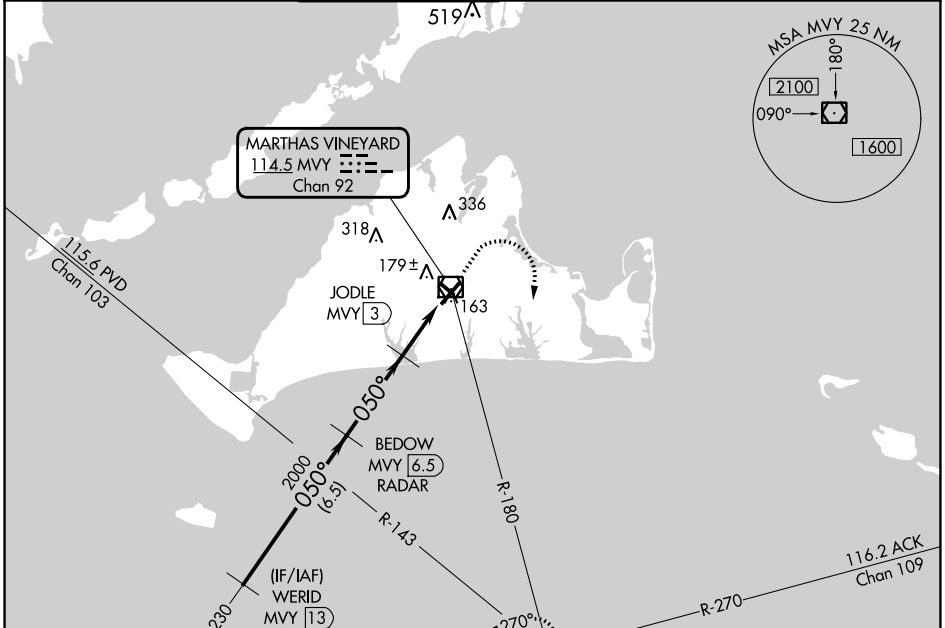 519
MSA MVY 25 NM
180°
2100
090°
1600
MARTHAS VINEYARD
114.5 MVY
Chan 92
336
318
179±
163
115.6 PVD
Chan 103
JODLE
MVY 3
050°
BEDOW
MVY 6.5
RADAR
2000
050°
(6.5)
R-143
R-180
(IF/IAF)
WERID
MVY 13
230
116.2 ACK
Chan 109
R-270
270°